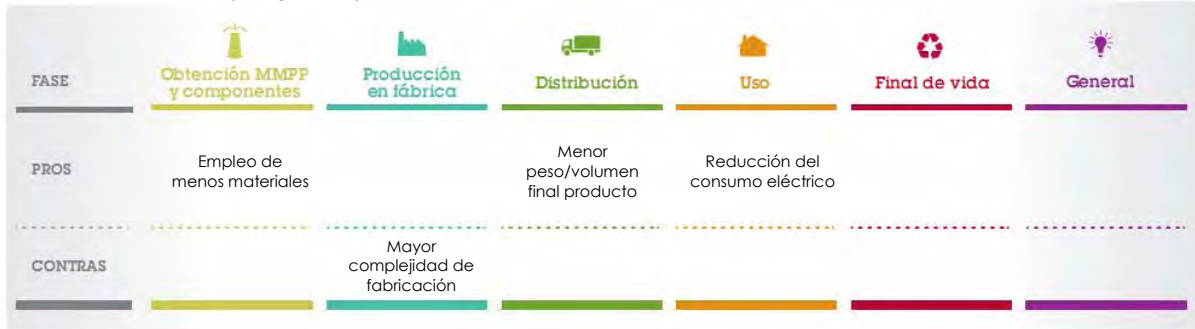 FASE
Obtención MMPP
y componentes
Producción
en fábrica
Distribución
Uso
Final de vida
General
PROS
Empleo de
menos materiales
Menor
peso/volumen
final producto
Reducción del
consumo eléctrico
CONTRAS
Mayor
complejidad de
fabricación